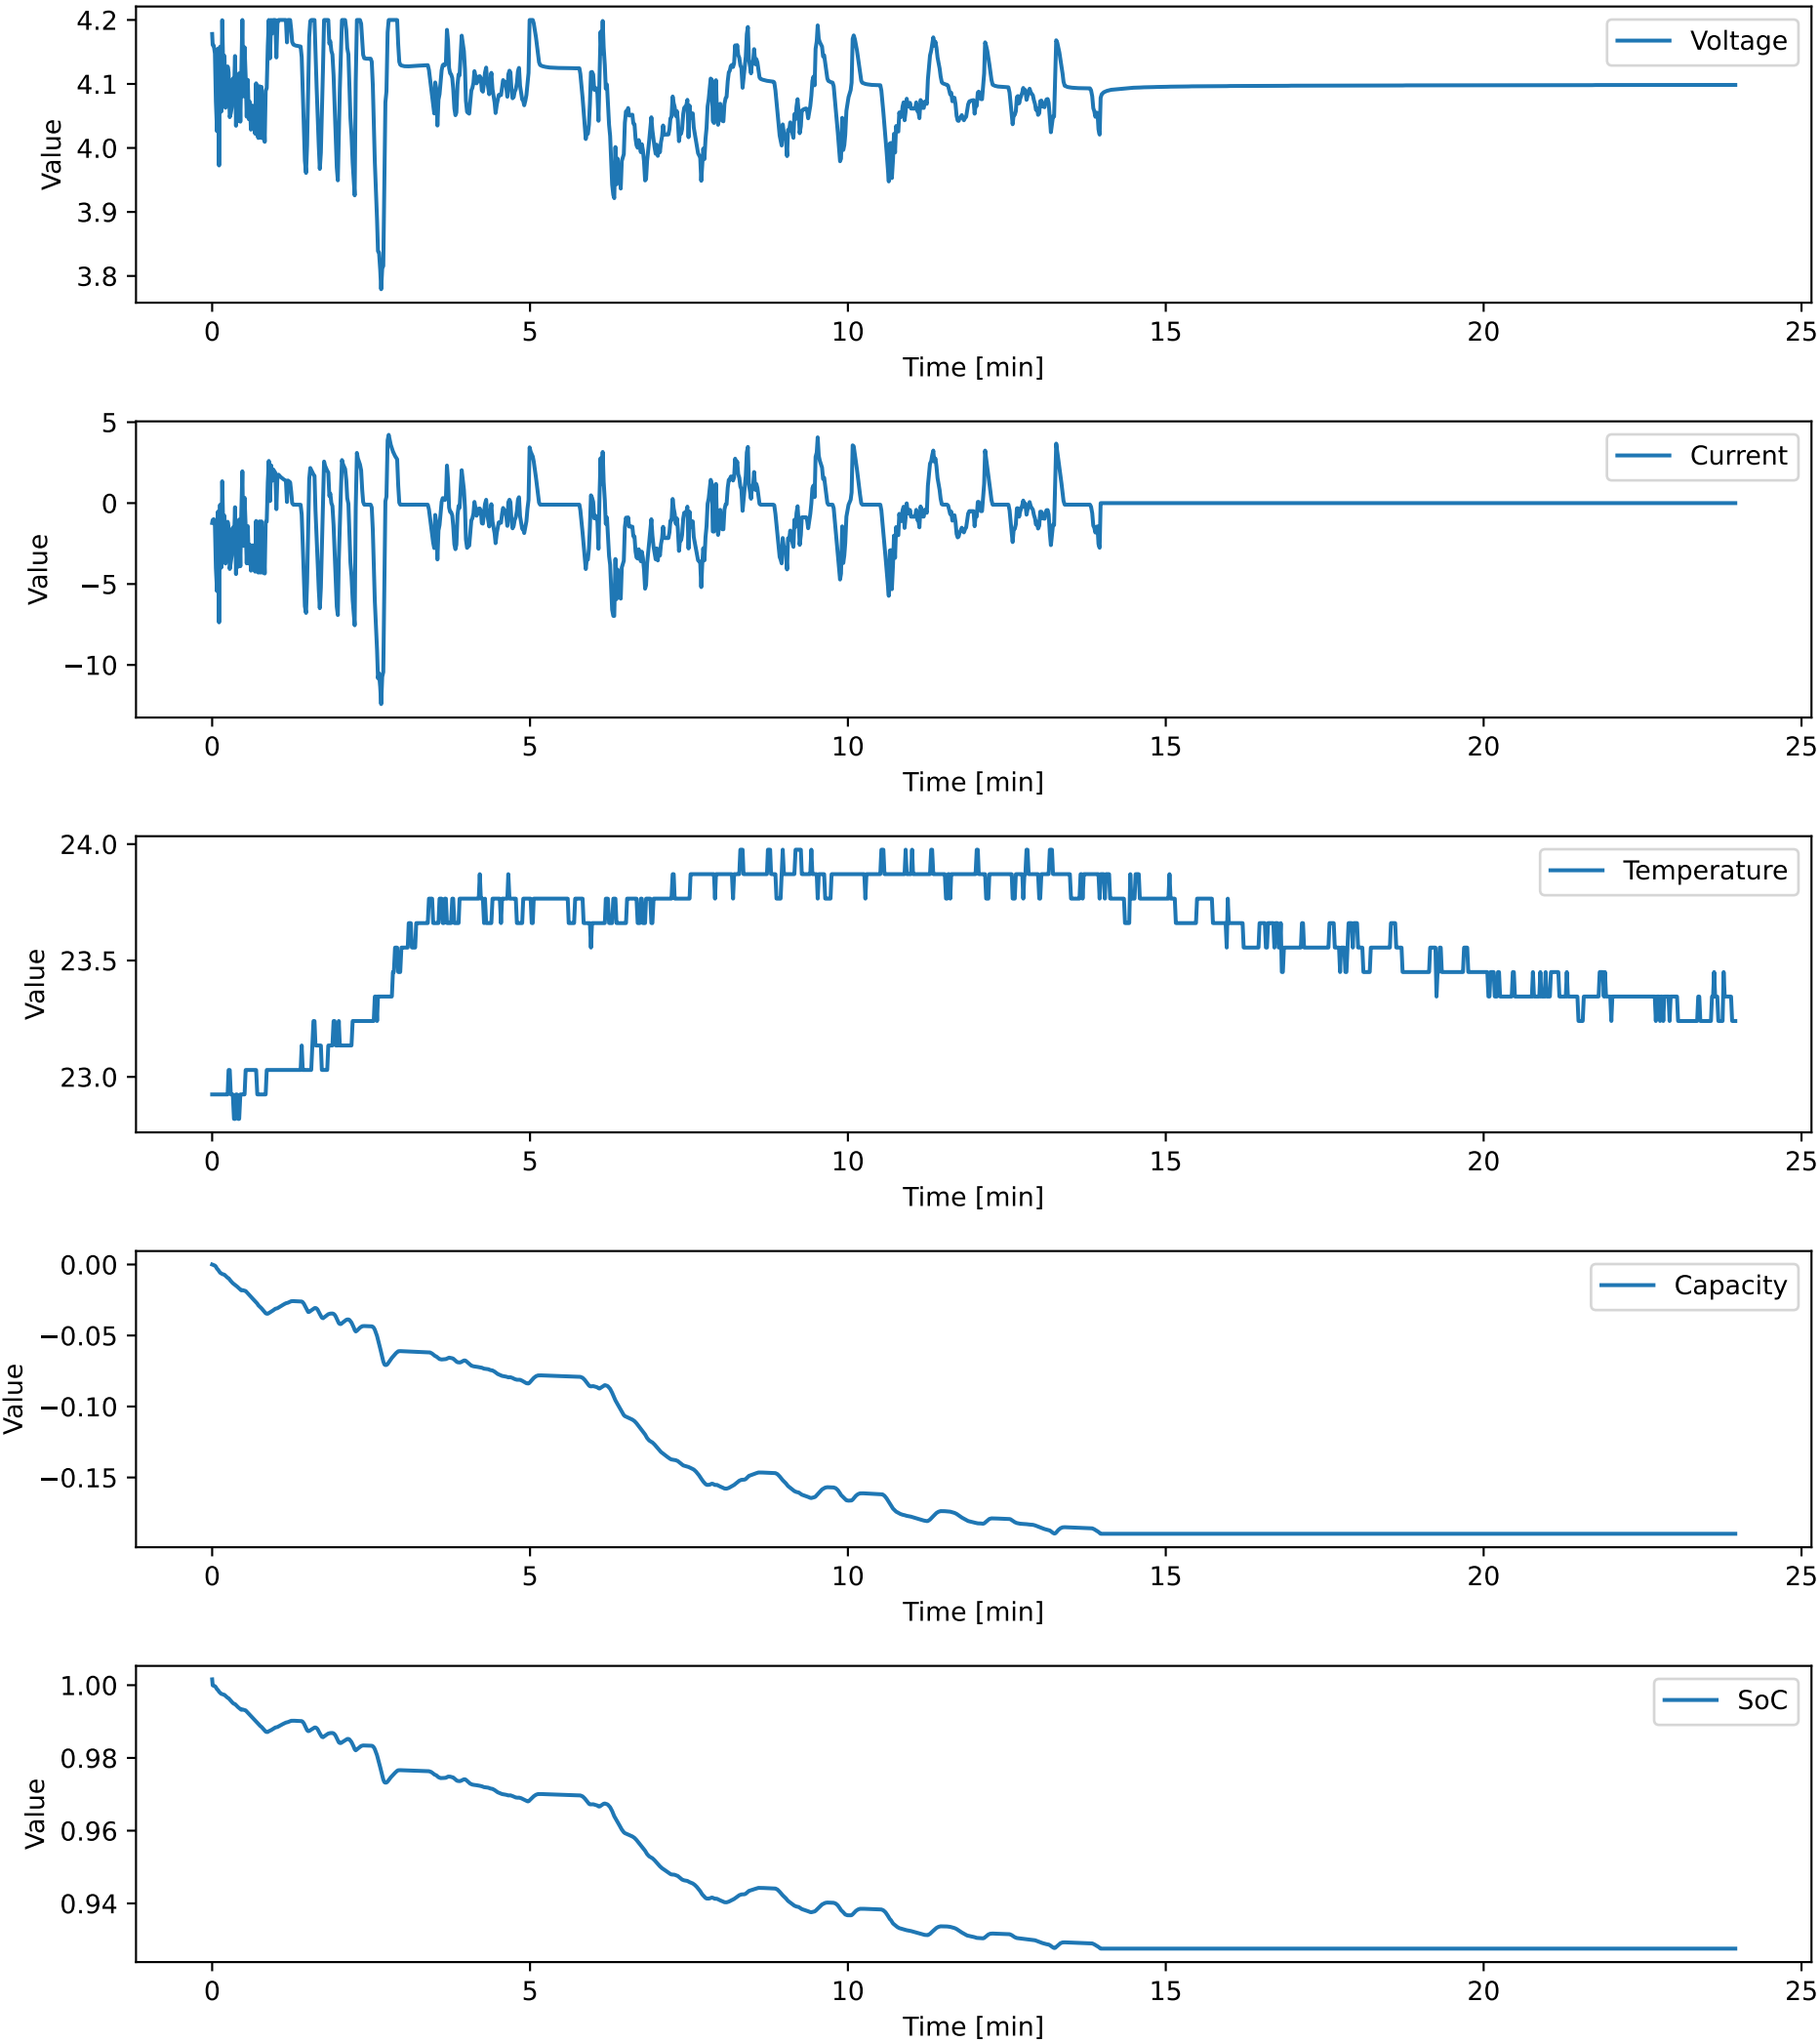 4.2
4.1
4.0
3.9
3.8
Value
Voltage
0 5 10 15 20 25
Time [min]
5
0
−5
−10
Value
Current
0 5 10 15 20 25
Time [min]
24.0
23.5
23.0
Value
Temperature
0 5 10 15 20 25
Time [min]
0.00
−0.05
−0.10
−0.15
Value
Capacity
0 5 10 15 20 25
Time [min]
1.00
0.98
0.96
0.94
Value
SoC
0 5 10 15 20 25
Time [min]